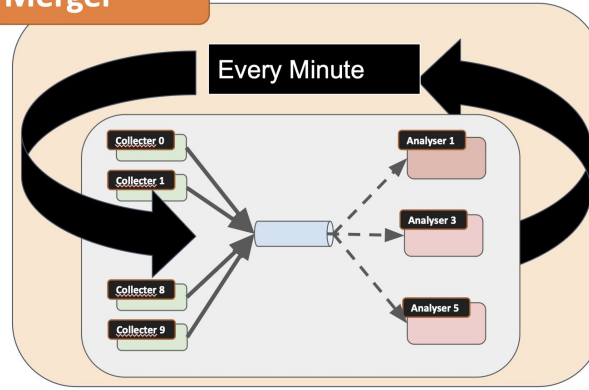 Merger
Every Minute
Collecter 0
Collecter 1
Collecter 8
Collecter 9
Analyser 1
Analyser 3
Analyser 5